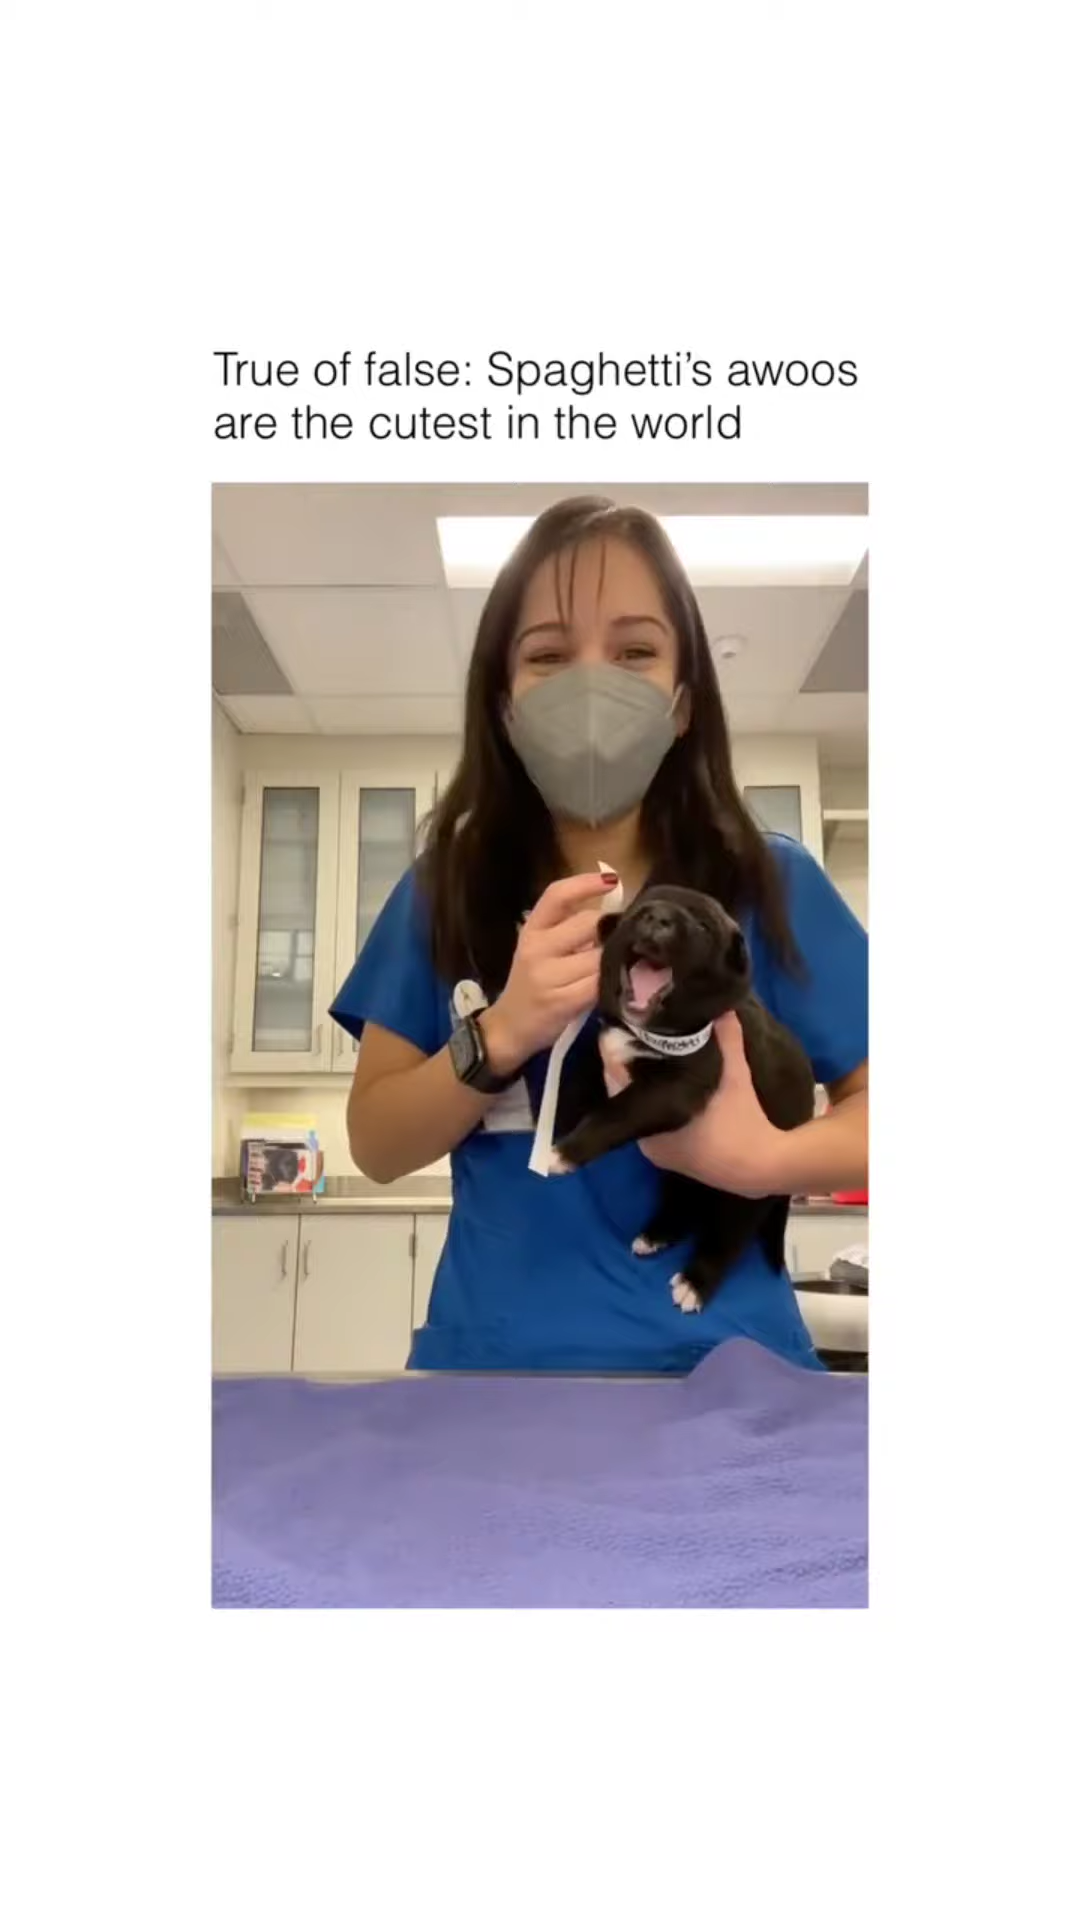 True of false: Spaghetti’s awoos
are the cutest in the world